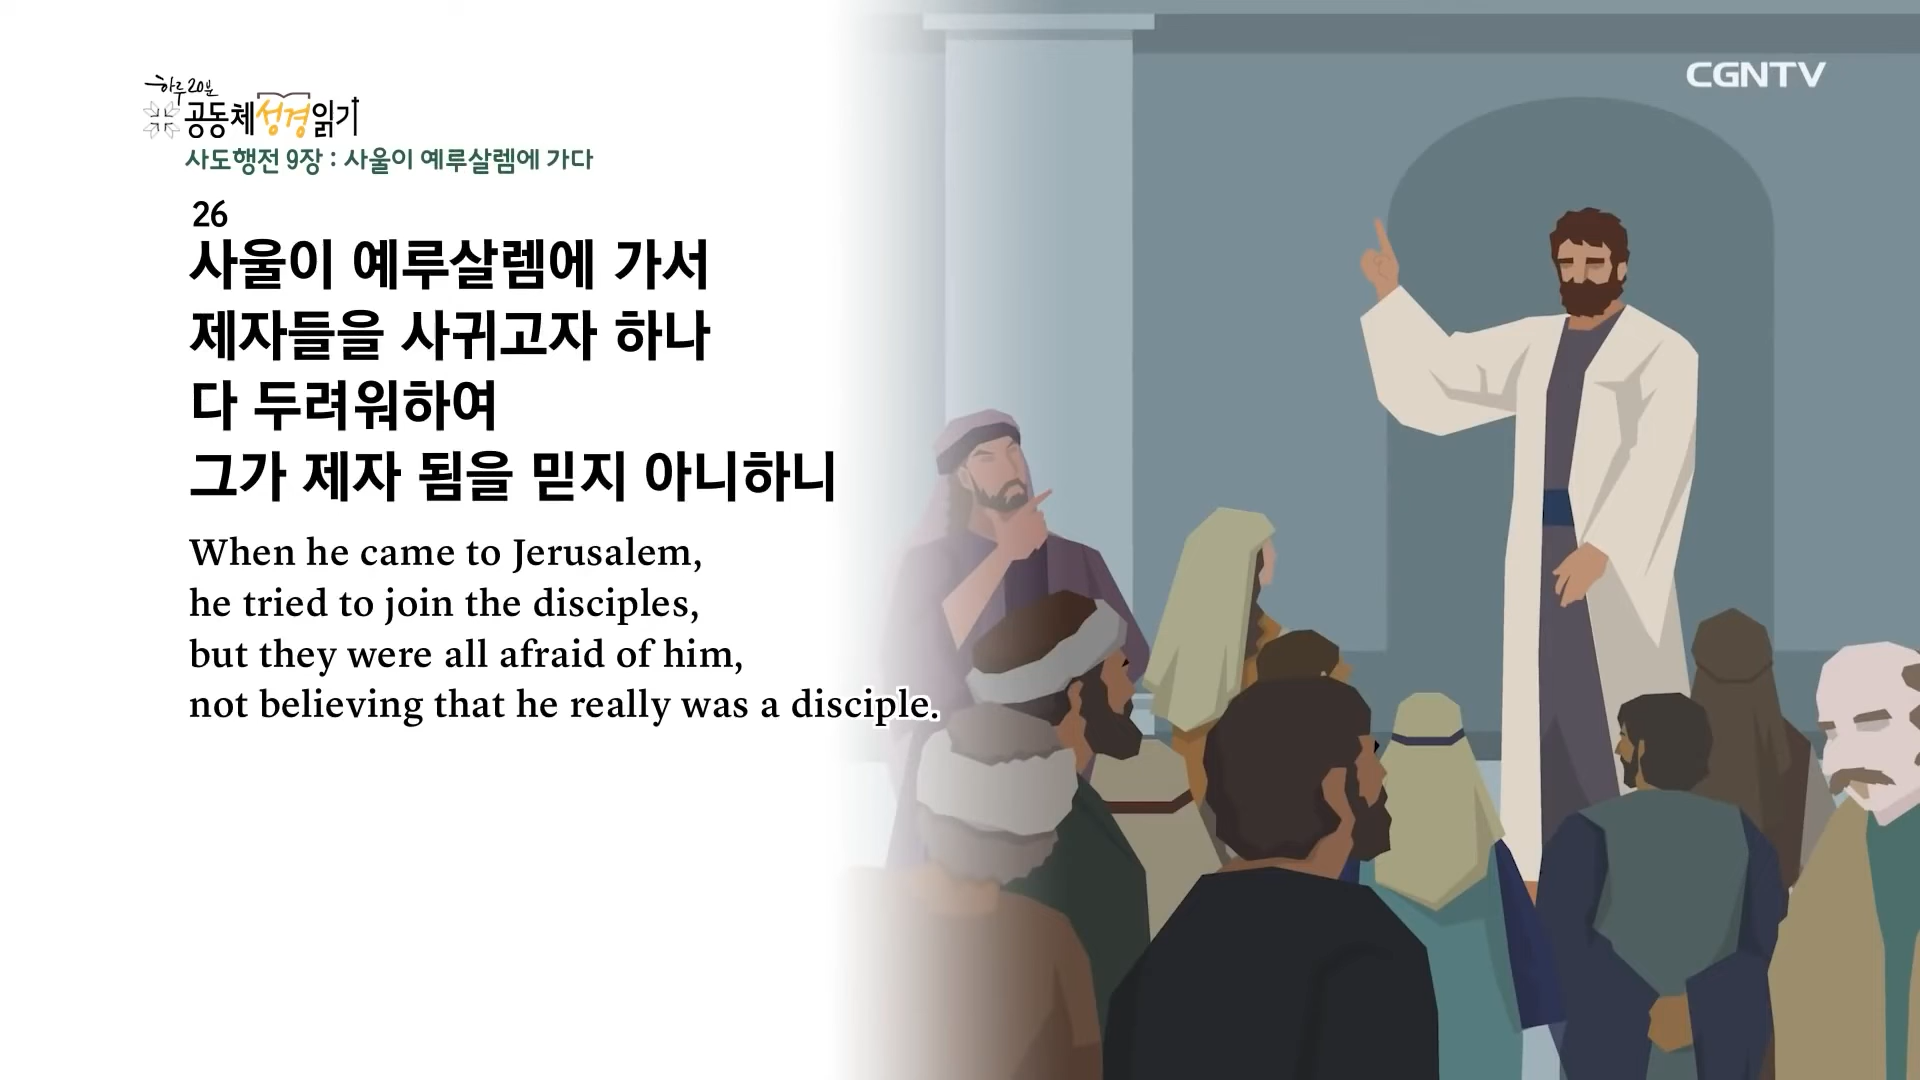 하루 20분
공동체성경읽기
CGNTV
사도행전 9장 : 사울이 예루살렘에 가다
26
사울이 예루살렘에 가서
제자들을 사귀고자 하나
다 두려워하여
그가 제자 됨을 믿지 아니하니
When he came to Jerusalem,
he tried to join the disciples,
but they were all afraid of him,
not believing that he really was a disciple.